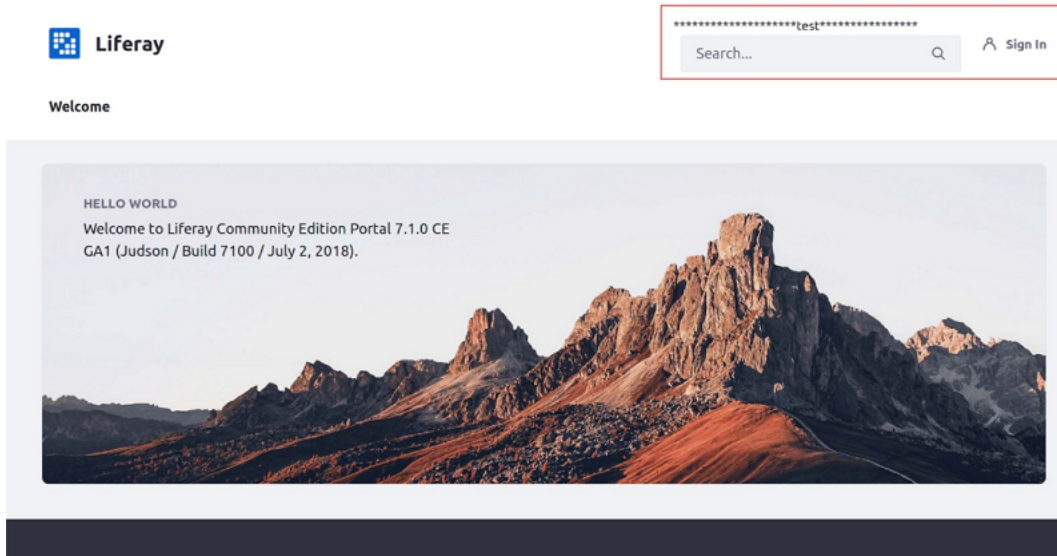 Liferay
********************test****************
Search...
Sign In
Welcome
HELLO WORLD
Welcome to Liferay Community Edition Portal 7.1.0 CE
GA1 (Judson / Build 7100 / July 2, 2018).